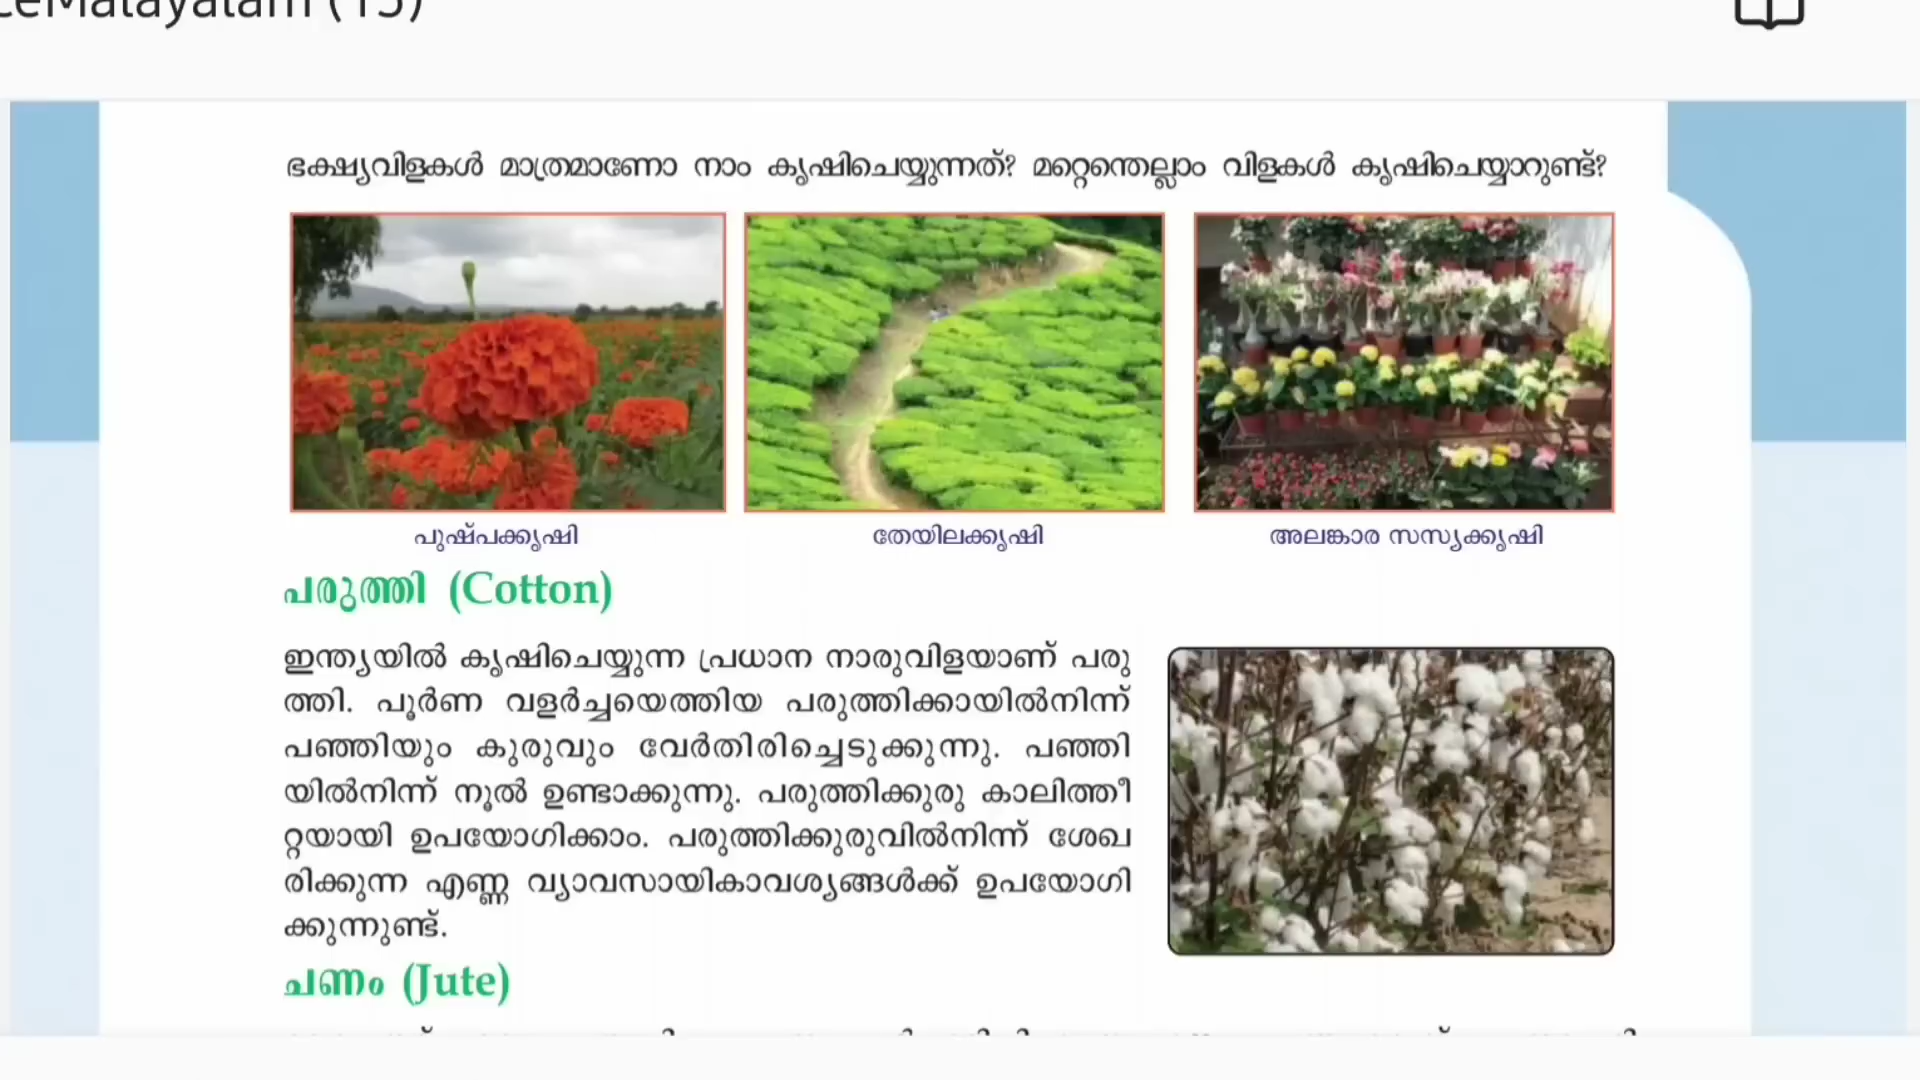 ceMalayalam (15)
ഭക്ഷ്യവിളകൾ മാത്രമാണോ നാം കൃഷിചെയ്യുന്നത്? മറ്റെന്തെല്ലാം വിളകൾ കൃഷിചെയ്യാറുണ്ട്?
പുഷ്പക്കൃഷി
തേയിലക്കൃഷി
അലങ്കാര സസ്യക്കൃഷി
പരുത്തി (Cotton)
ഇന്ത്യയിൽ കൃഷിചെയ്യുന്ന പ്രധാന നാരുവിളയാണ് പരു
ത്തി. പൂർണ വളർച്ചയെത്തിയ പരുത്തിക്കായിൽനിന്ന്
പഞ്ഞിയും കുരുവും വേർതിരിച്ചെടുക്കുന്നു. പഞ്ഞി
യിൽനിന്ന് നൂൽ ഉണ്ടാക്കുന്നു. പരുത്തിക്കുരു കാലിത്തീ
റ്റയായി ഉപയോഗിക്കാം. പരുത്തിക്കുരുവിൽനിന്ന് ശേഖ
രിക്കുന്ന എണ്ണ വ്യാവസായികാവശ്യങ്ങൾക്ക് ഉപയോഗി
ക്കുന്നുണ്ട്.
ചണം (Jute)